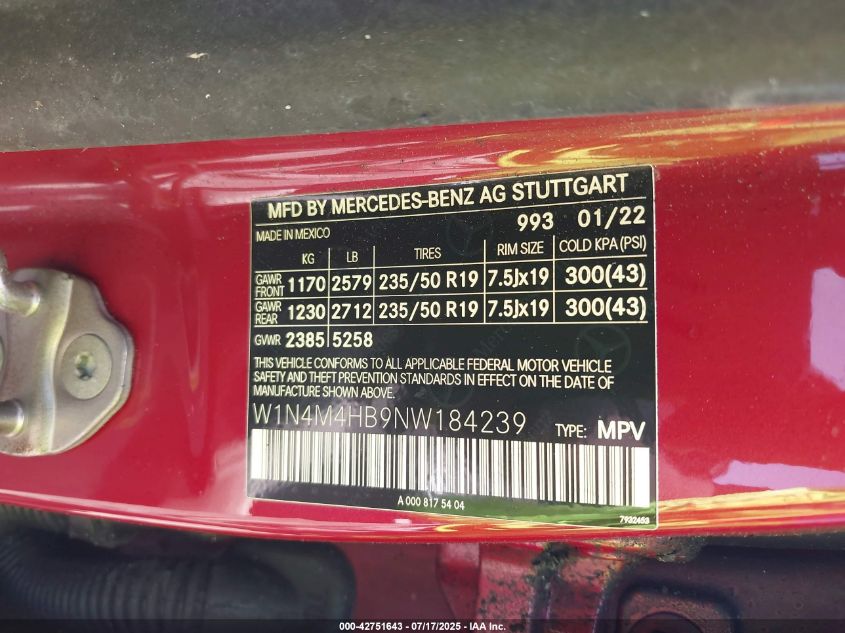 MFD BY MERCEDES-BENZ AG STUTTGART
993 01/22
MADE IN MEXICO
KG LB TIRES RIM SIZE COLD KPA (PSI)
GAWR FRONT 1170 2579 235/50 R19 7.5Jx19 300(43)
GAWR REAR 1230 2712 235/50 R19 7.5Jx19 300(43)
GVWR 2385 5258
THIS VEHICLE CONFORMS TO ALL APPLICABLE FEDERAL MOTOR VEHICLE
SAFETY AND THEFT PREVENTION STANDARDS IN EFFECT ON THE DATE OF
MANUFACTURE SHOWN ABOVE.
W1N4M4HB9NW184239 TYPE: MPV
A 000 817 54 04
7932453
000-42751643 - 07/17/2025 - IAA Inc.